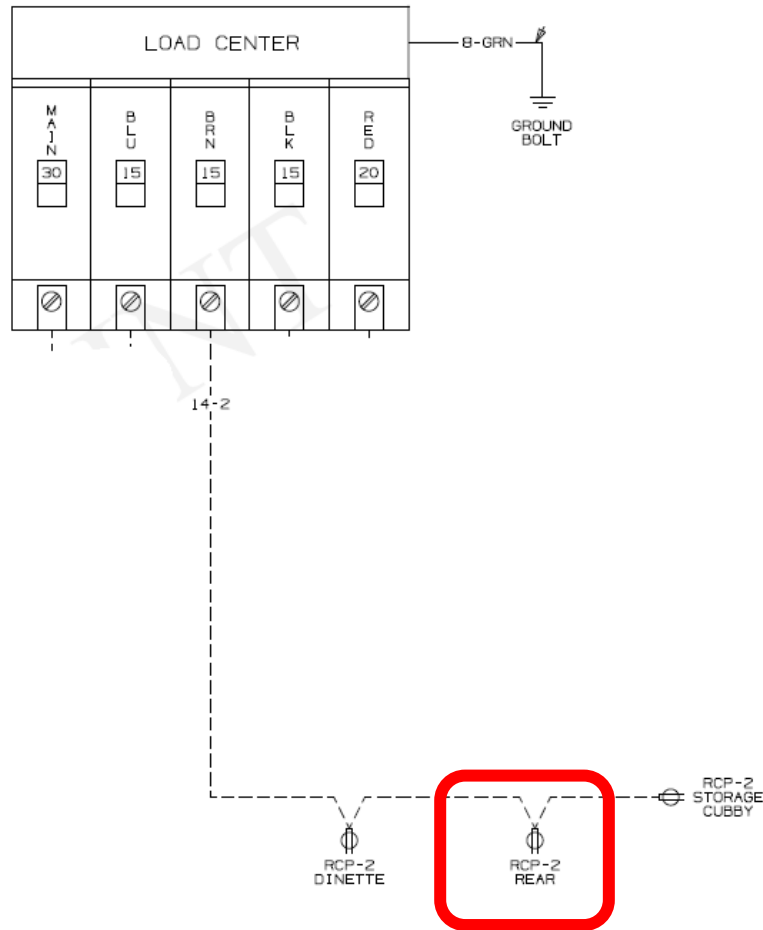 LOAD CENTER
8-GRN
GROUND
BOLT
MAIN
BLU
BRN
BLK
RED
30
15
15
15
20
NT
14-2
RCP-2
STORAGE
CUBBY
RCP-2
DINETTE
RCP-2
REAR